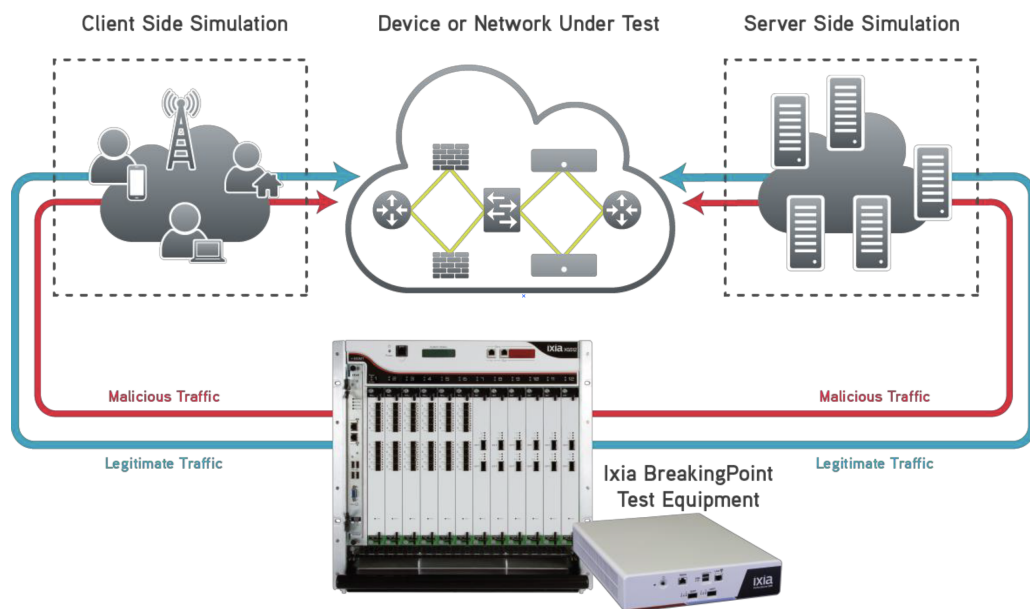 Client Side Simulation
Device or Network Under Test
Server Side Simulation
ixia
Malicious Traffic
Malicious Traffic
Legitimate Traffic
Legitimate Traffic
Ixia BreakingPoint
Test Equipment
ixia